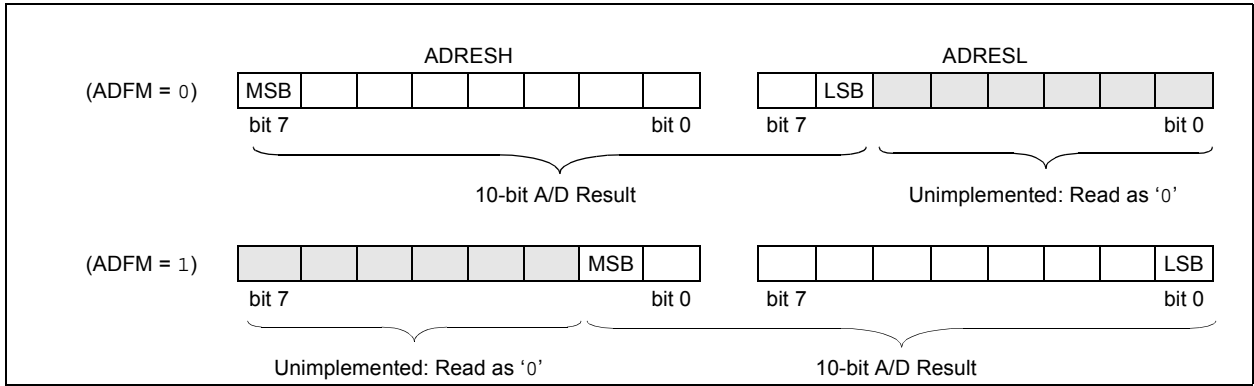 ADRESH ADRESL
(ADFM = 0) MSB LSB
bit 7 bit 0 bit 7 bit 0
10-bit A/D Result Unimplemented: Read as ‘0’
(ADFM = 1) MSB LSB
bit 7 bit 0 bit 7 bit 0
Unimplemented: Read as ‘0’ 10-bit A/D Result